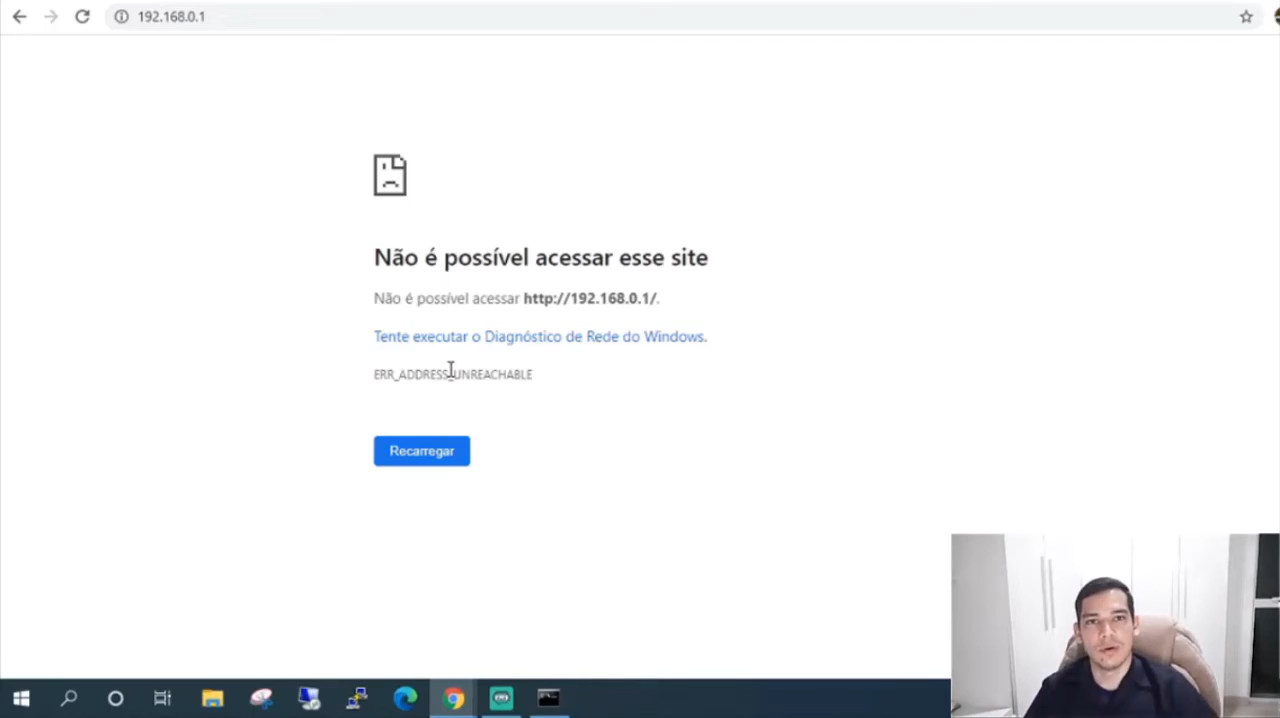 192.168.0.1
Não é possível acessar esse site
Não é possível acessar http://192.168.0.1/.
Tente executar o Diagnóstico de Rede do Windows.
ERR_ADDRESS_UNREACHABLE
Recarregar